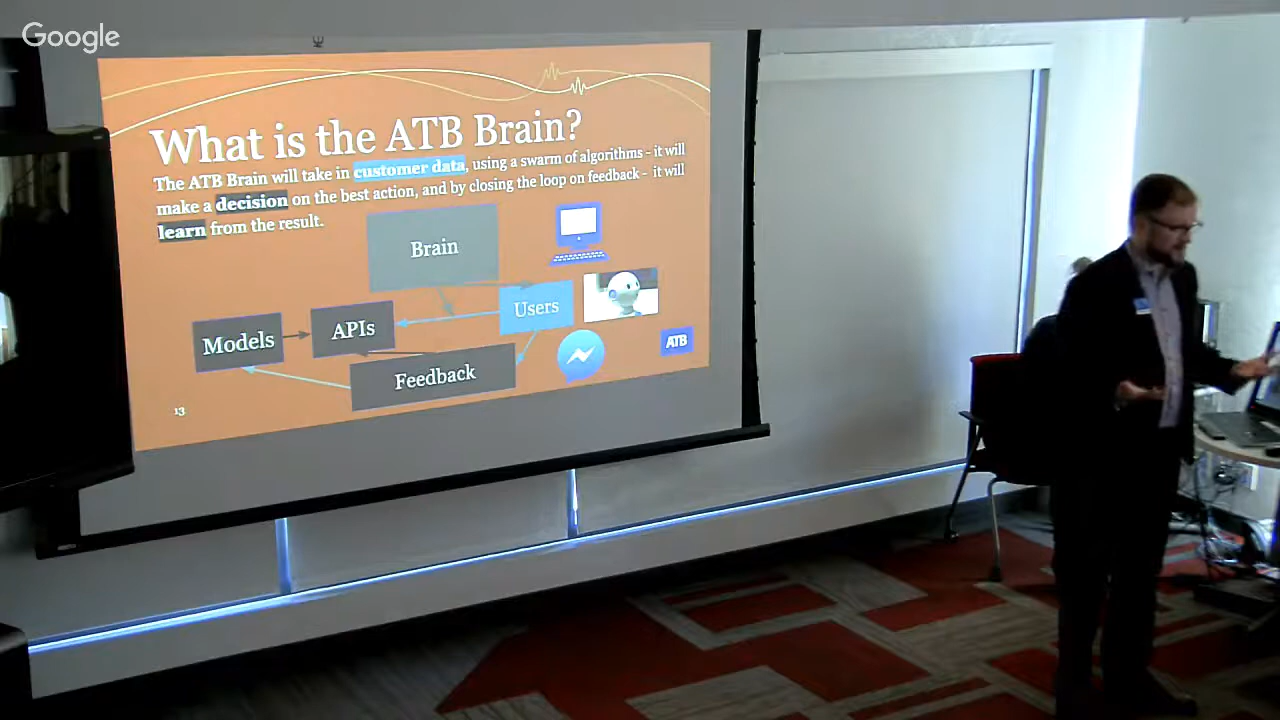 Google
What is the ATB Brain?
The ATB Brain will take in customer data, using a swarm of algorithms - it will
make a decision on the best action, and by closing the loop on feedback - it will
learn from the result.
Brain
Users
APIs
Models
Feedback
ATB
13